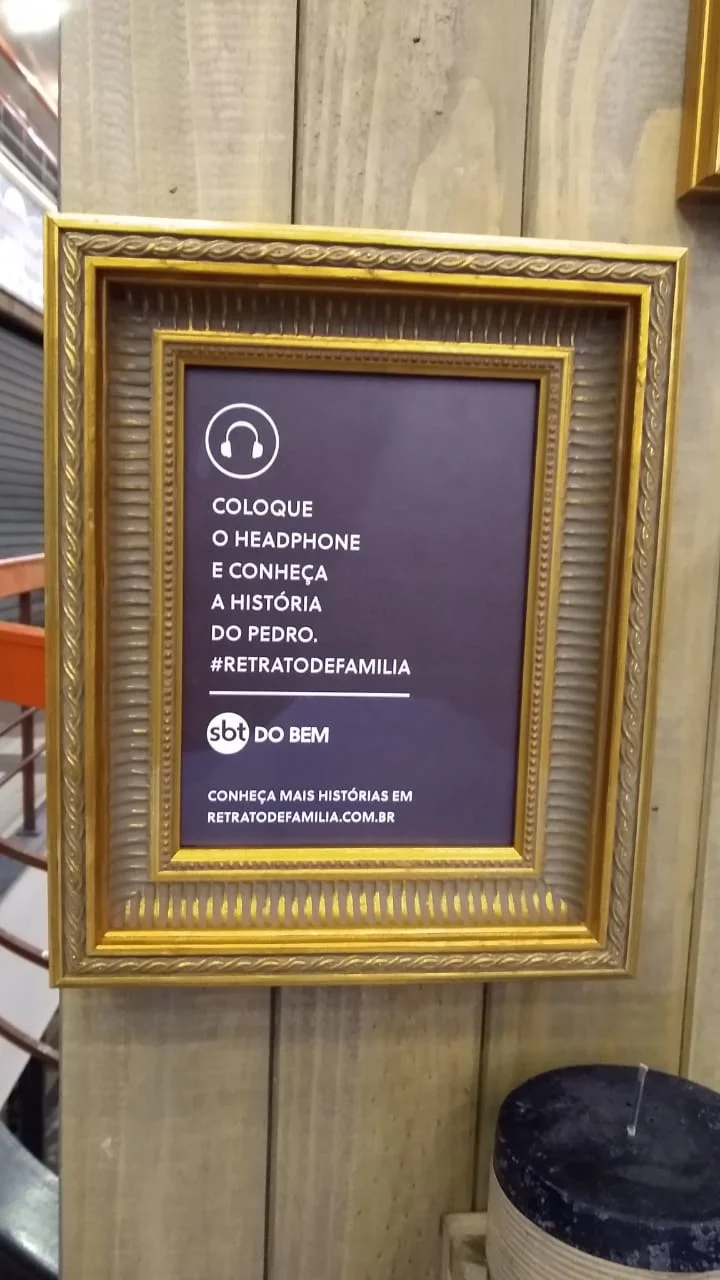 COLOQUE
O HEADPHONE
E CONHEÇA
A HISTÓRIA
DO PEDRO.
#RETRATODEFAMILIA
sbt DO BEM
CONHEÇA MAIS HISTÓRIAS EM
RETRATODEFAMILIA.COM.BR